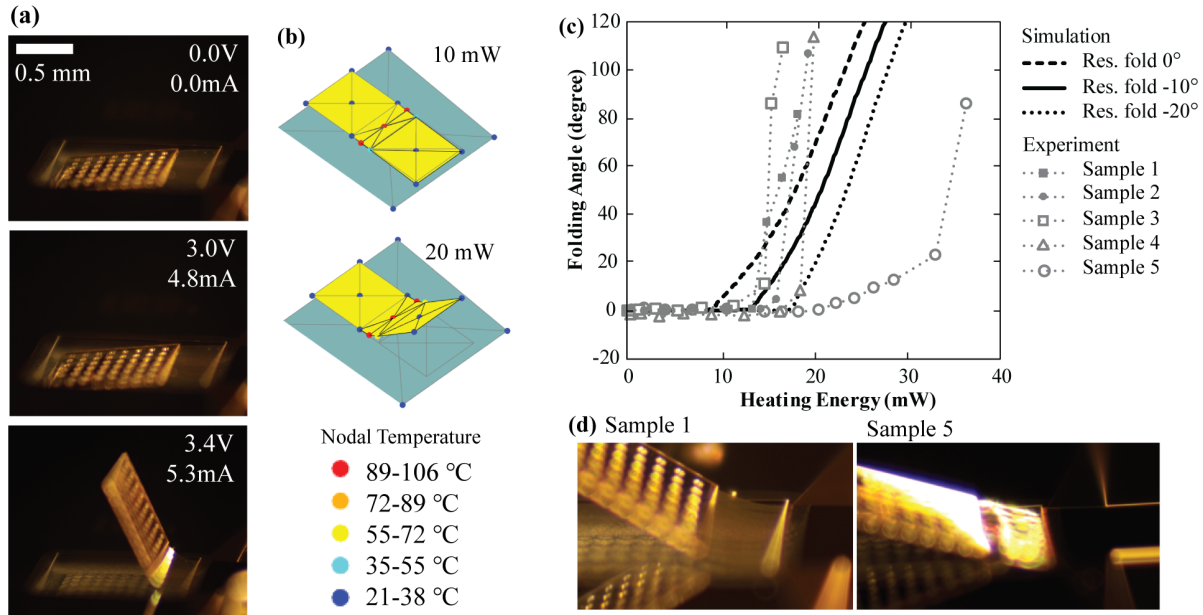 (a)
0.5 mm
0.0V
0.0mA
3.0V
4.8mA
3.4V
5.3mA
(b)
10 mW
20 mW
Nodal Temperature
89-106 °C
72-89 °C
55-72 °C
35-55 °C
21-38 °C
(c)
Folding Angle (degree)
120
100
80
60
40
20
0
-20
0
10
20
30
40
Heating Energy (mW)
Simulation
Res. fold 0°
Res. fold -10°
Res. fold -20°
Experiment
Sample 1
Sample 2
Sample 3
Sample 4
Sample 5
(d) Sample 1
Sample 5